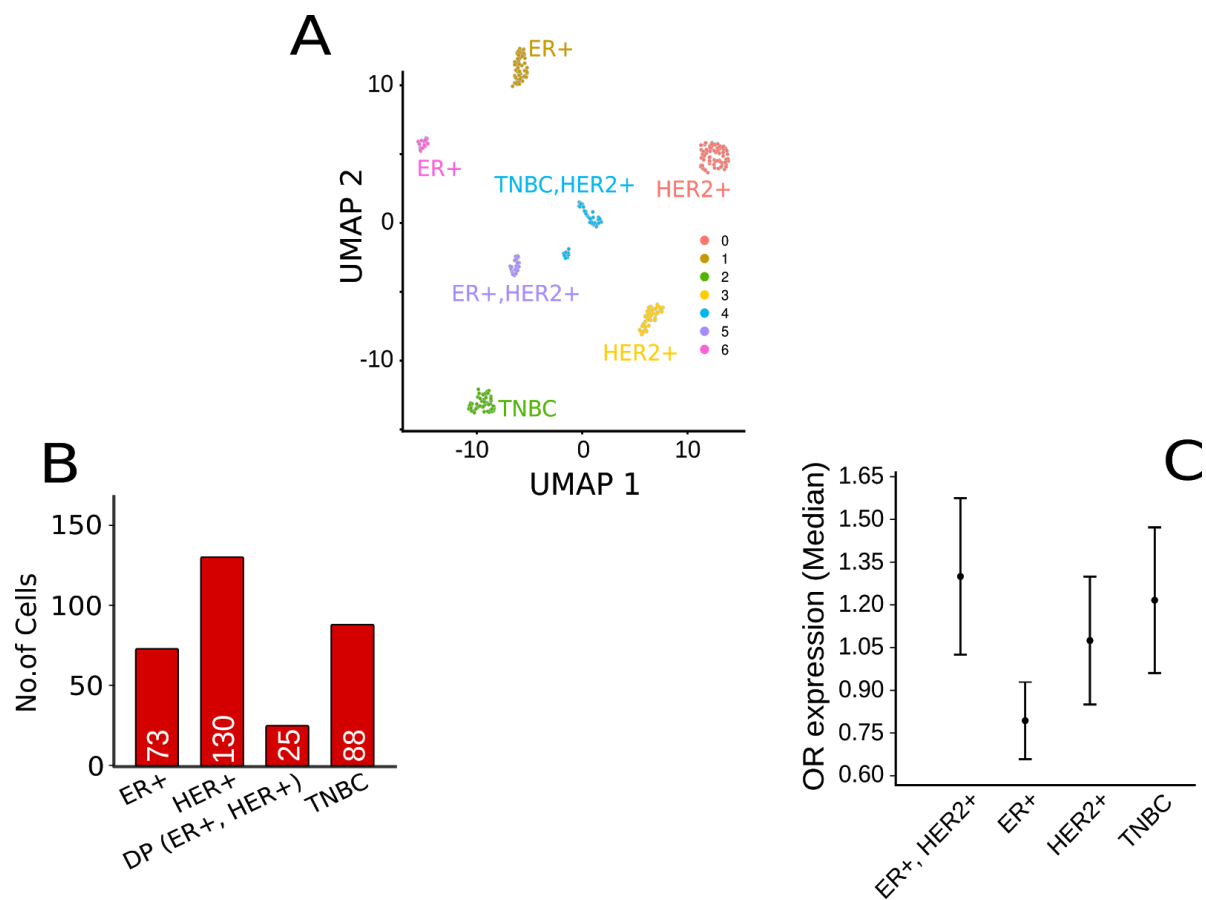 A
ER+
10
ER+
TNBC,HER2+
HER2+
UMAP 2
0
0
1
ER+,HER2+
2
3
4
5
HER2+
6
-10
TNBC
-10
0
10
UMAP 1
B
No.of Cells
150
100
50
0
73
130
25
88
ER+
HER+
DP (ER+, HER+)
TNBC
C
OR expression (Median)
1.65
1.50
1.35
1.20
1.05
0.90
0.75
0.60
ER+, HER2+
ER+
HER2+
TNBC